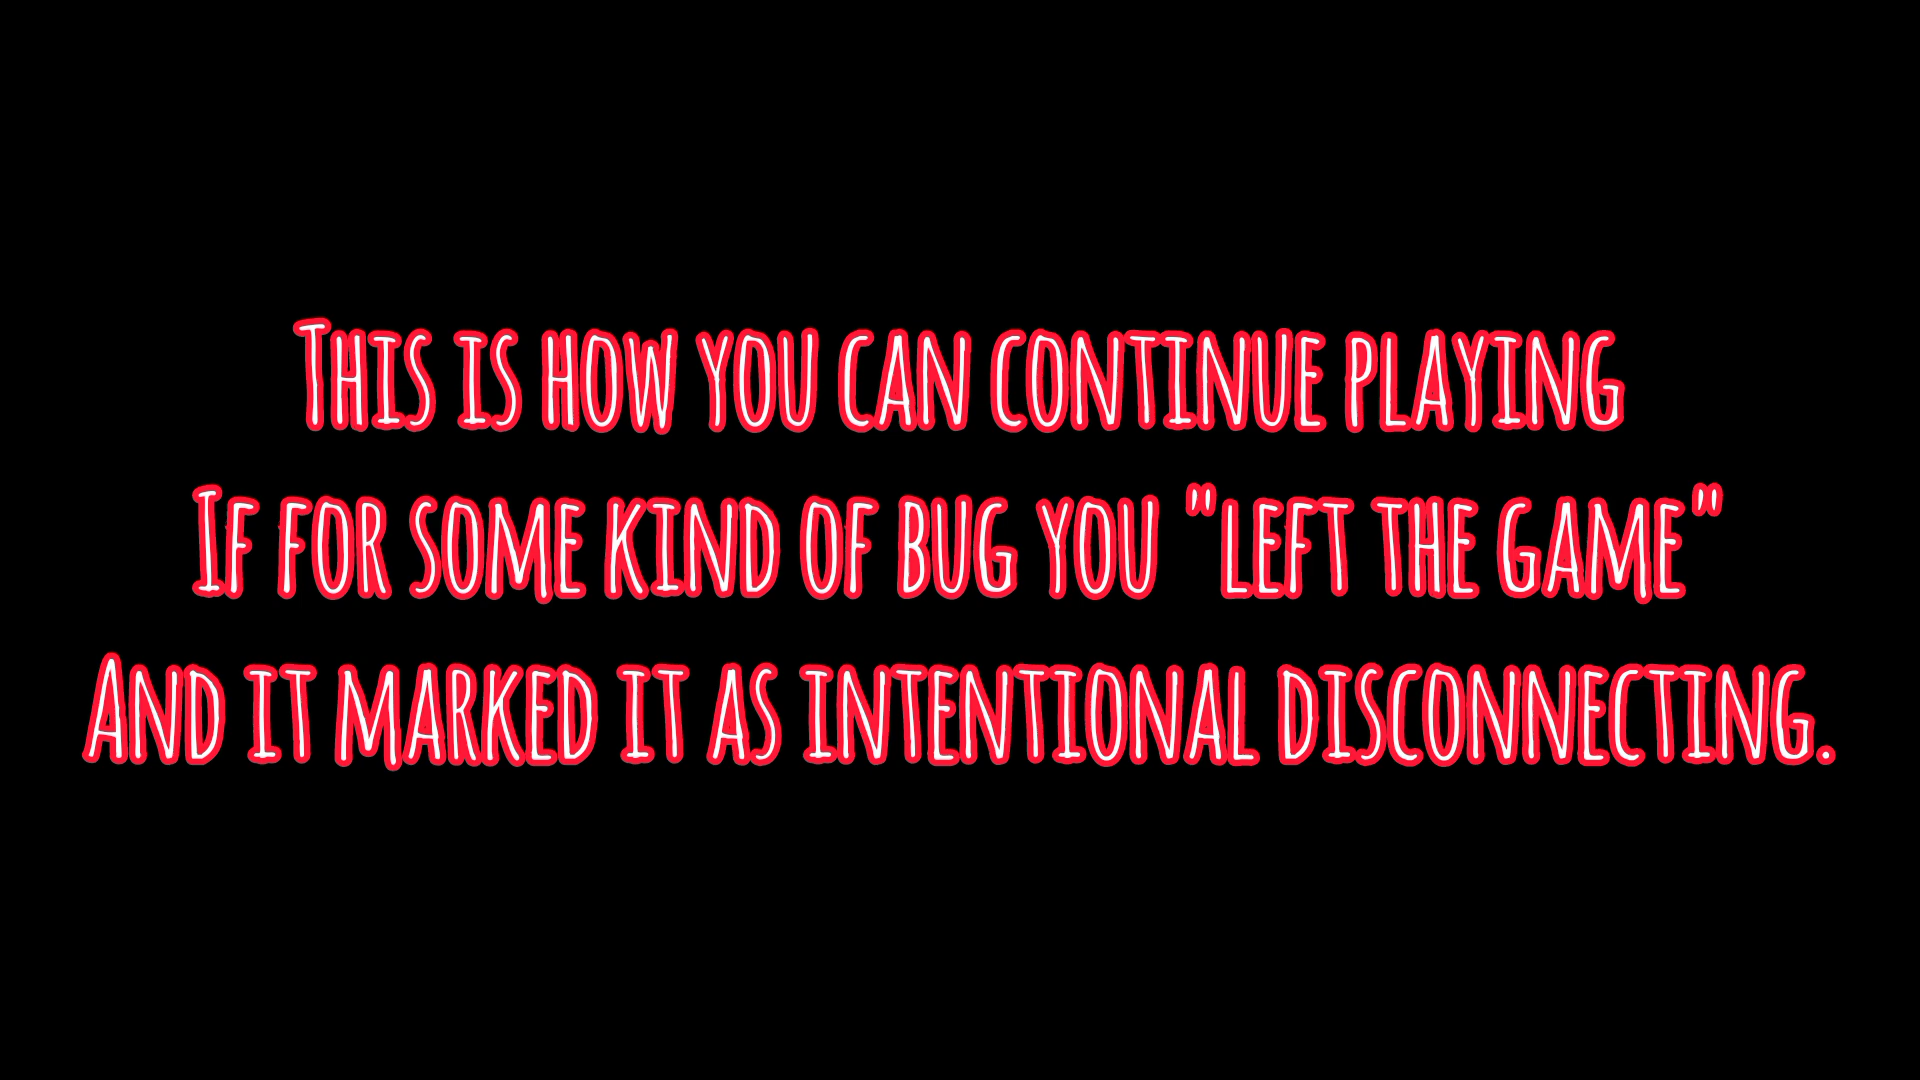 This is how you can continue playing
If for some kind of bug you "left the game"
And it marked it as intentional disconnecting.